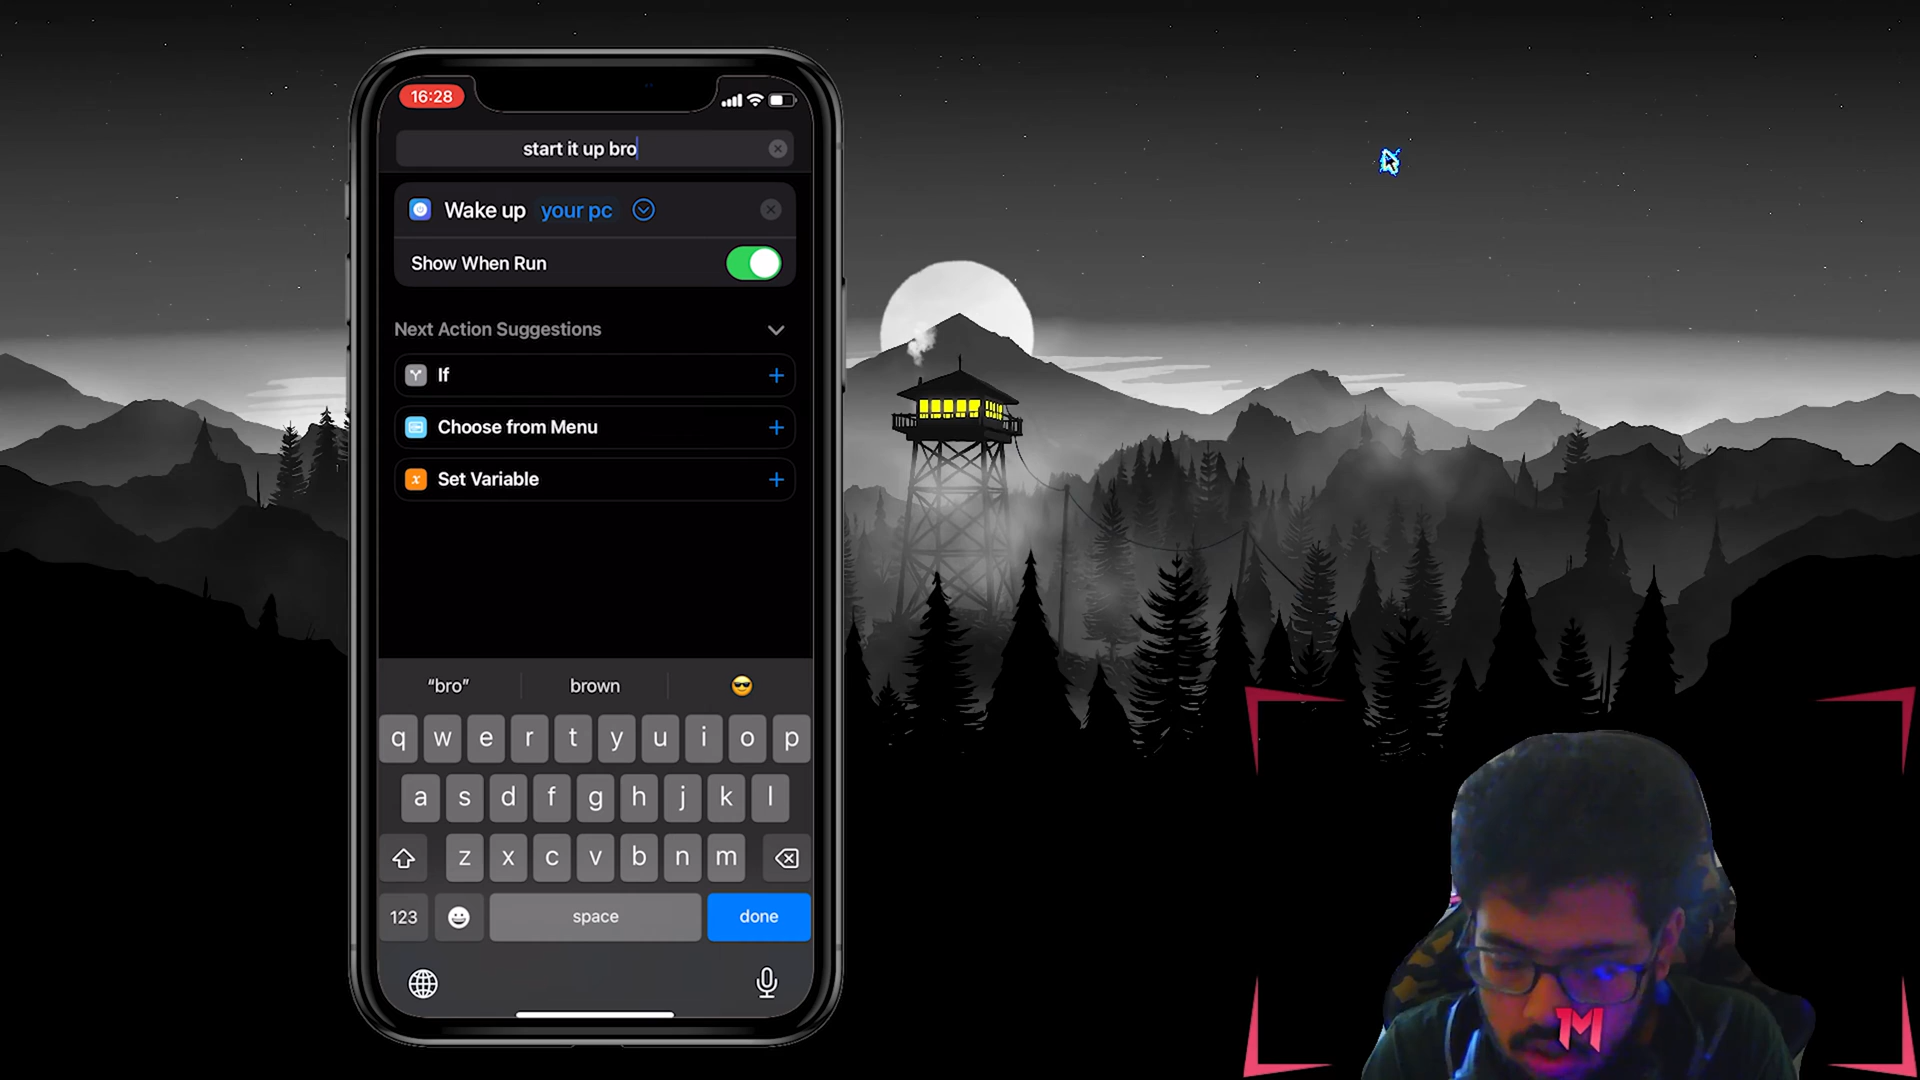 16:28
start it up bro
Wake up your pc
Show When Run
Next Action Suggestions
If
Choose from Menu
x Set Variable
“bro” brown 😎
q w e r t y u i o p
a s d f g h j k l
z x c v b n m
123 space done